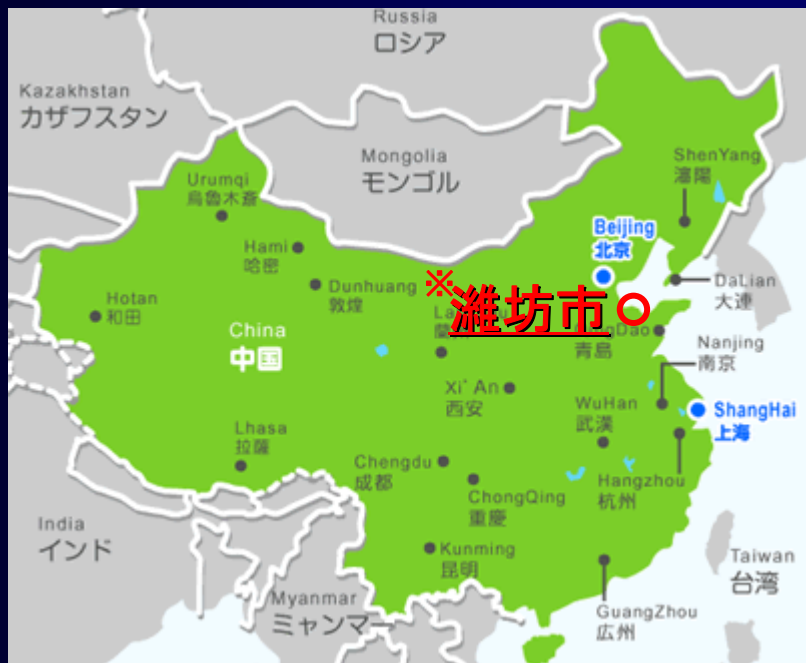 Russia
ロシア
Kazakhstan
カザフスタン
Mongolia
モンゴル
ShenYang
瀋陽
Urumqi
烏魯木斎
Beijing
北京
Hami
哈密
DaLian
大連
Dunhuang
敦煌
※濰坊市
Hotan
和田
China
中国
青島
Nanjing
南京
Xi'An
西安
WuHan
武漢
ShangHai
上海
Lhasa
拉薩
Chengdu
成都
ChongQing
重慶
Hangzhou
杭州
India
インド
Kunming
昆明
Taiwan
台湾
Myanmar
ミャンマー
GuangZhou
広州